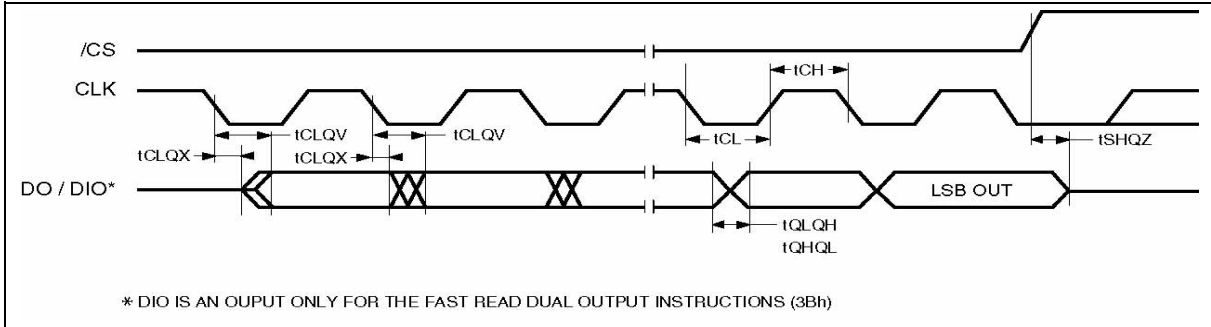 /CS
CLK
tCH
tCLQV
tCLQV
tCL
tSHQZ
tCLQX
tCLQX
DO / DIO*
LSB OUT
tQLQH
tQHQL
* DIO IS AN OUPUT ONLY FOR THE FAST READ DUAL OUTPUT INSTRUCTIONS (3Bh)